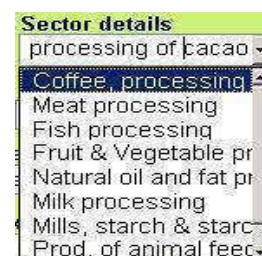 Sector details
processing of cacao
Coffee, processing
Meat processing
Fish processing
Fruit & Vegetable pr
Natural oil and fat pr
Milk processing
Mills, starch & starc
Prod. of animal feec